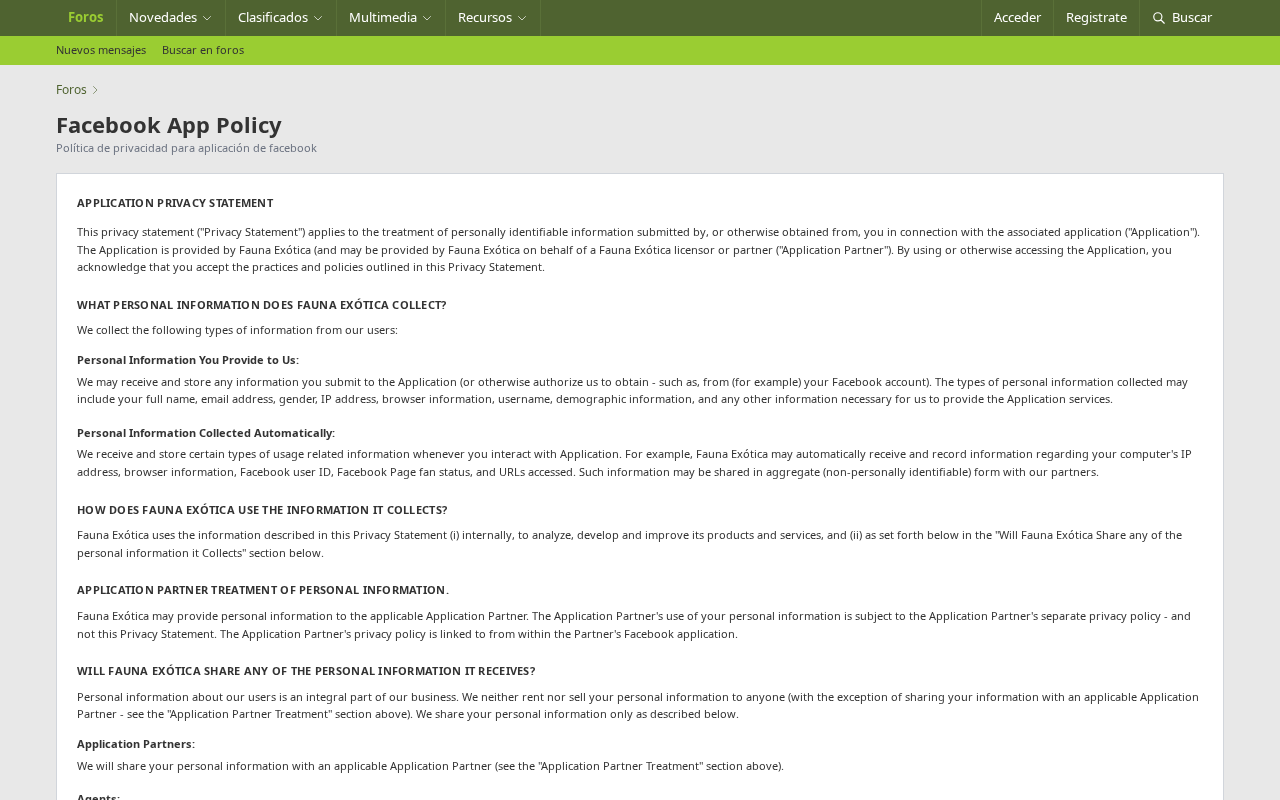 Foros
Novedades
Clasificados
Multimedia
Recursos
Acceder
Registrate
Buscar
Nuevos mensajes
Buscar en foros
Foros
Facebook App Policy
Política de privacidad para aplicación de facebook
APPLICATION PRIVACY STATEMENT
This privacy statement ("Privacy Statement") applies to the treatment of personally identifiable information submitted by, or otherwise obtained from, you in connection with the associated application ("Application").
The Application is provided by Fauna Exótica (and may be provided by Fauna Exótica on behalf of a Fauna Exótica licensor or partner ("Application Partner"). By using or otherwise accessing the Application, you
acknowledge that you accept the practices and policies outlined in this Privacy Statement.
WHAT PERSONAL INFORMATION DOES FAUNA EXÓTICA COLLECT?
We collect the following types of information from our users:
Personal Information You Provide to Us:
We may receive and store any information you submit to the Application (or otherwise authorize us to obtain - such as, from (for example) your Facebook account). The types of personal information collected may
include your full name, email address, gender, IP address, browser information, username, demographic information, and any other information necessary for us to provide the Application services.
Personal Information Collected Automatically:
We receive and store certain types of usage related information whenever you interact with Application. For example, Fauna Exótica may automatically receive and record information regarding your computer's IP
address, browser information, Facebook user ID, Facebook Page fan status, and URLs accessed. Such information may be shared in aggregate (non-personally identifiable) form with our partners.
HOW DOES FAUNA EXÓTICA USE THE INFORMATION IT COLLECTS?
Fauna Exótica uses the information described in this Privacy Statement (i) internally, to analyze, develop and improve its products and services, and (ii) as set forth below in the "Will Fauna Exótica Share any of the
personal information it Collects" section below.
APPLICATION PARTNER TREATMENT OF PERSONAL INFORMATION.
Fauna Exótica may provide personal information to the applicable Application Partner. The Application Partner's use of your personal information is subject to the Application Partner's separate privacy policy - and
not this Privacy Statement. The Application Partner's privacy policy is linked to from within the Partner's Facebook application.
WILL FAUNA EXÓTICA SHARE ANY OF THE PERSONAL INFORMATION IT RECEIVES?
Personal information about our users is an integral part of our business. We neither rent nor sell your personal information to anyone (with the exception of sharing your information with an applicable Application
Partner - see the "Application Partner Treatment" section above). We share your personal information only as described below.
Application Partners:
We will share your personal information with an applicable Application Partner (see the "Application Partner Treatment" section above).
Agents: